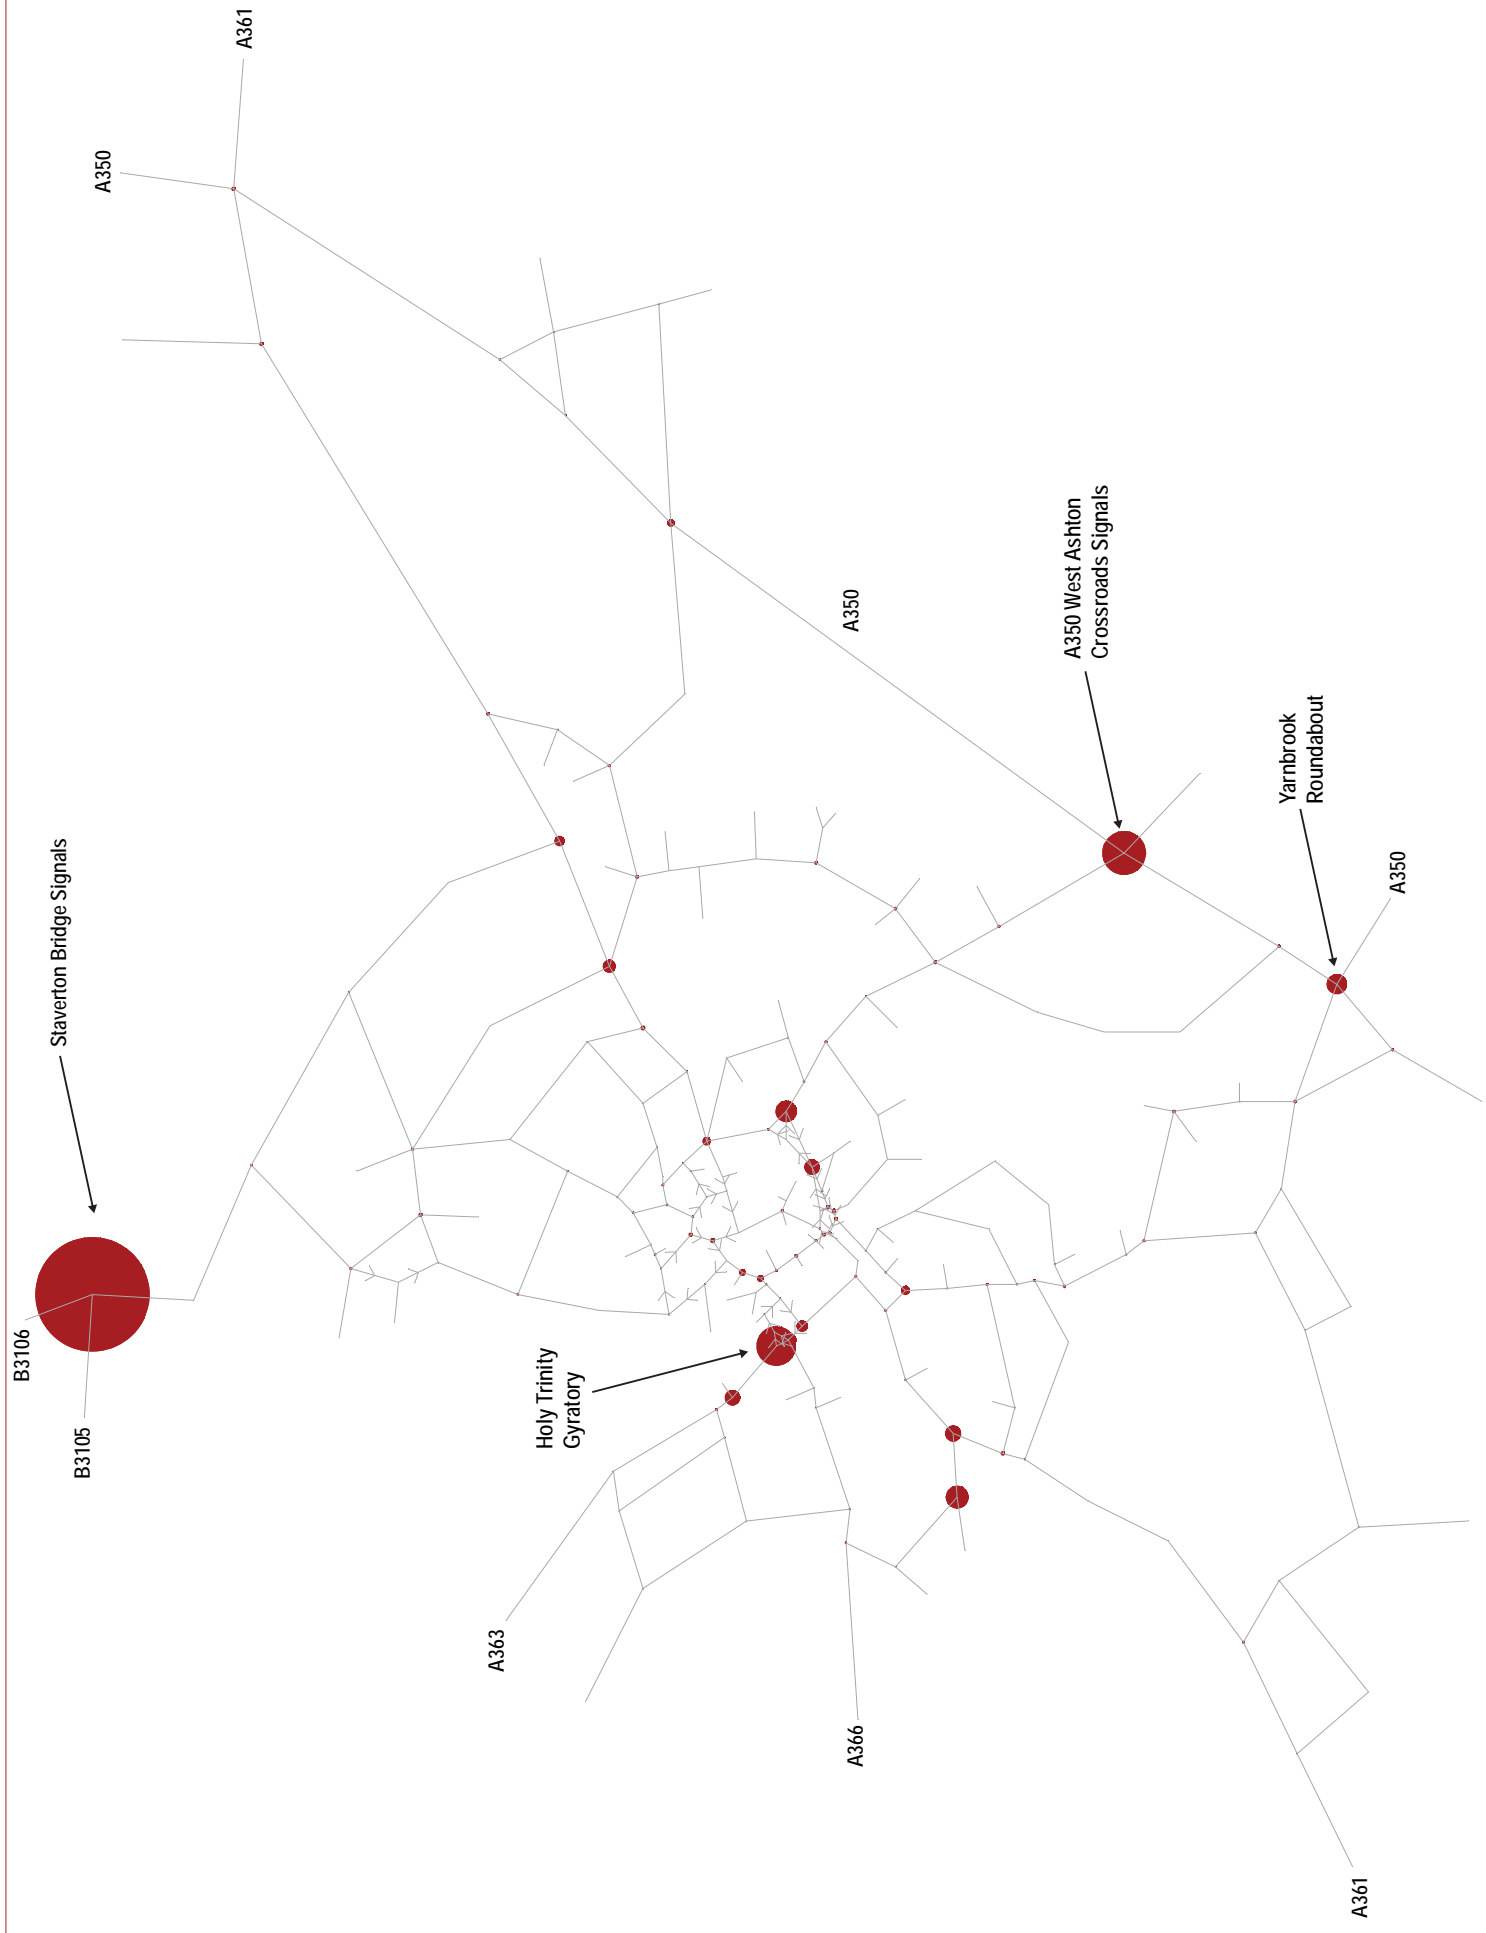 A361
A350
Staverton Bridge Signals
B3106
B3105
A350
A350 West Ashton
Crossroads Signals
Yarnbrook
Roundabout
A350
Holy Trinity
Gyratory
A363
A366
A361